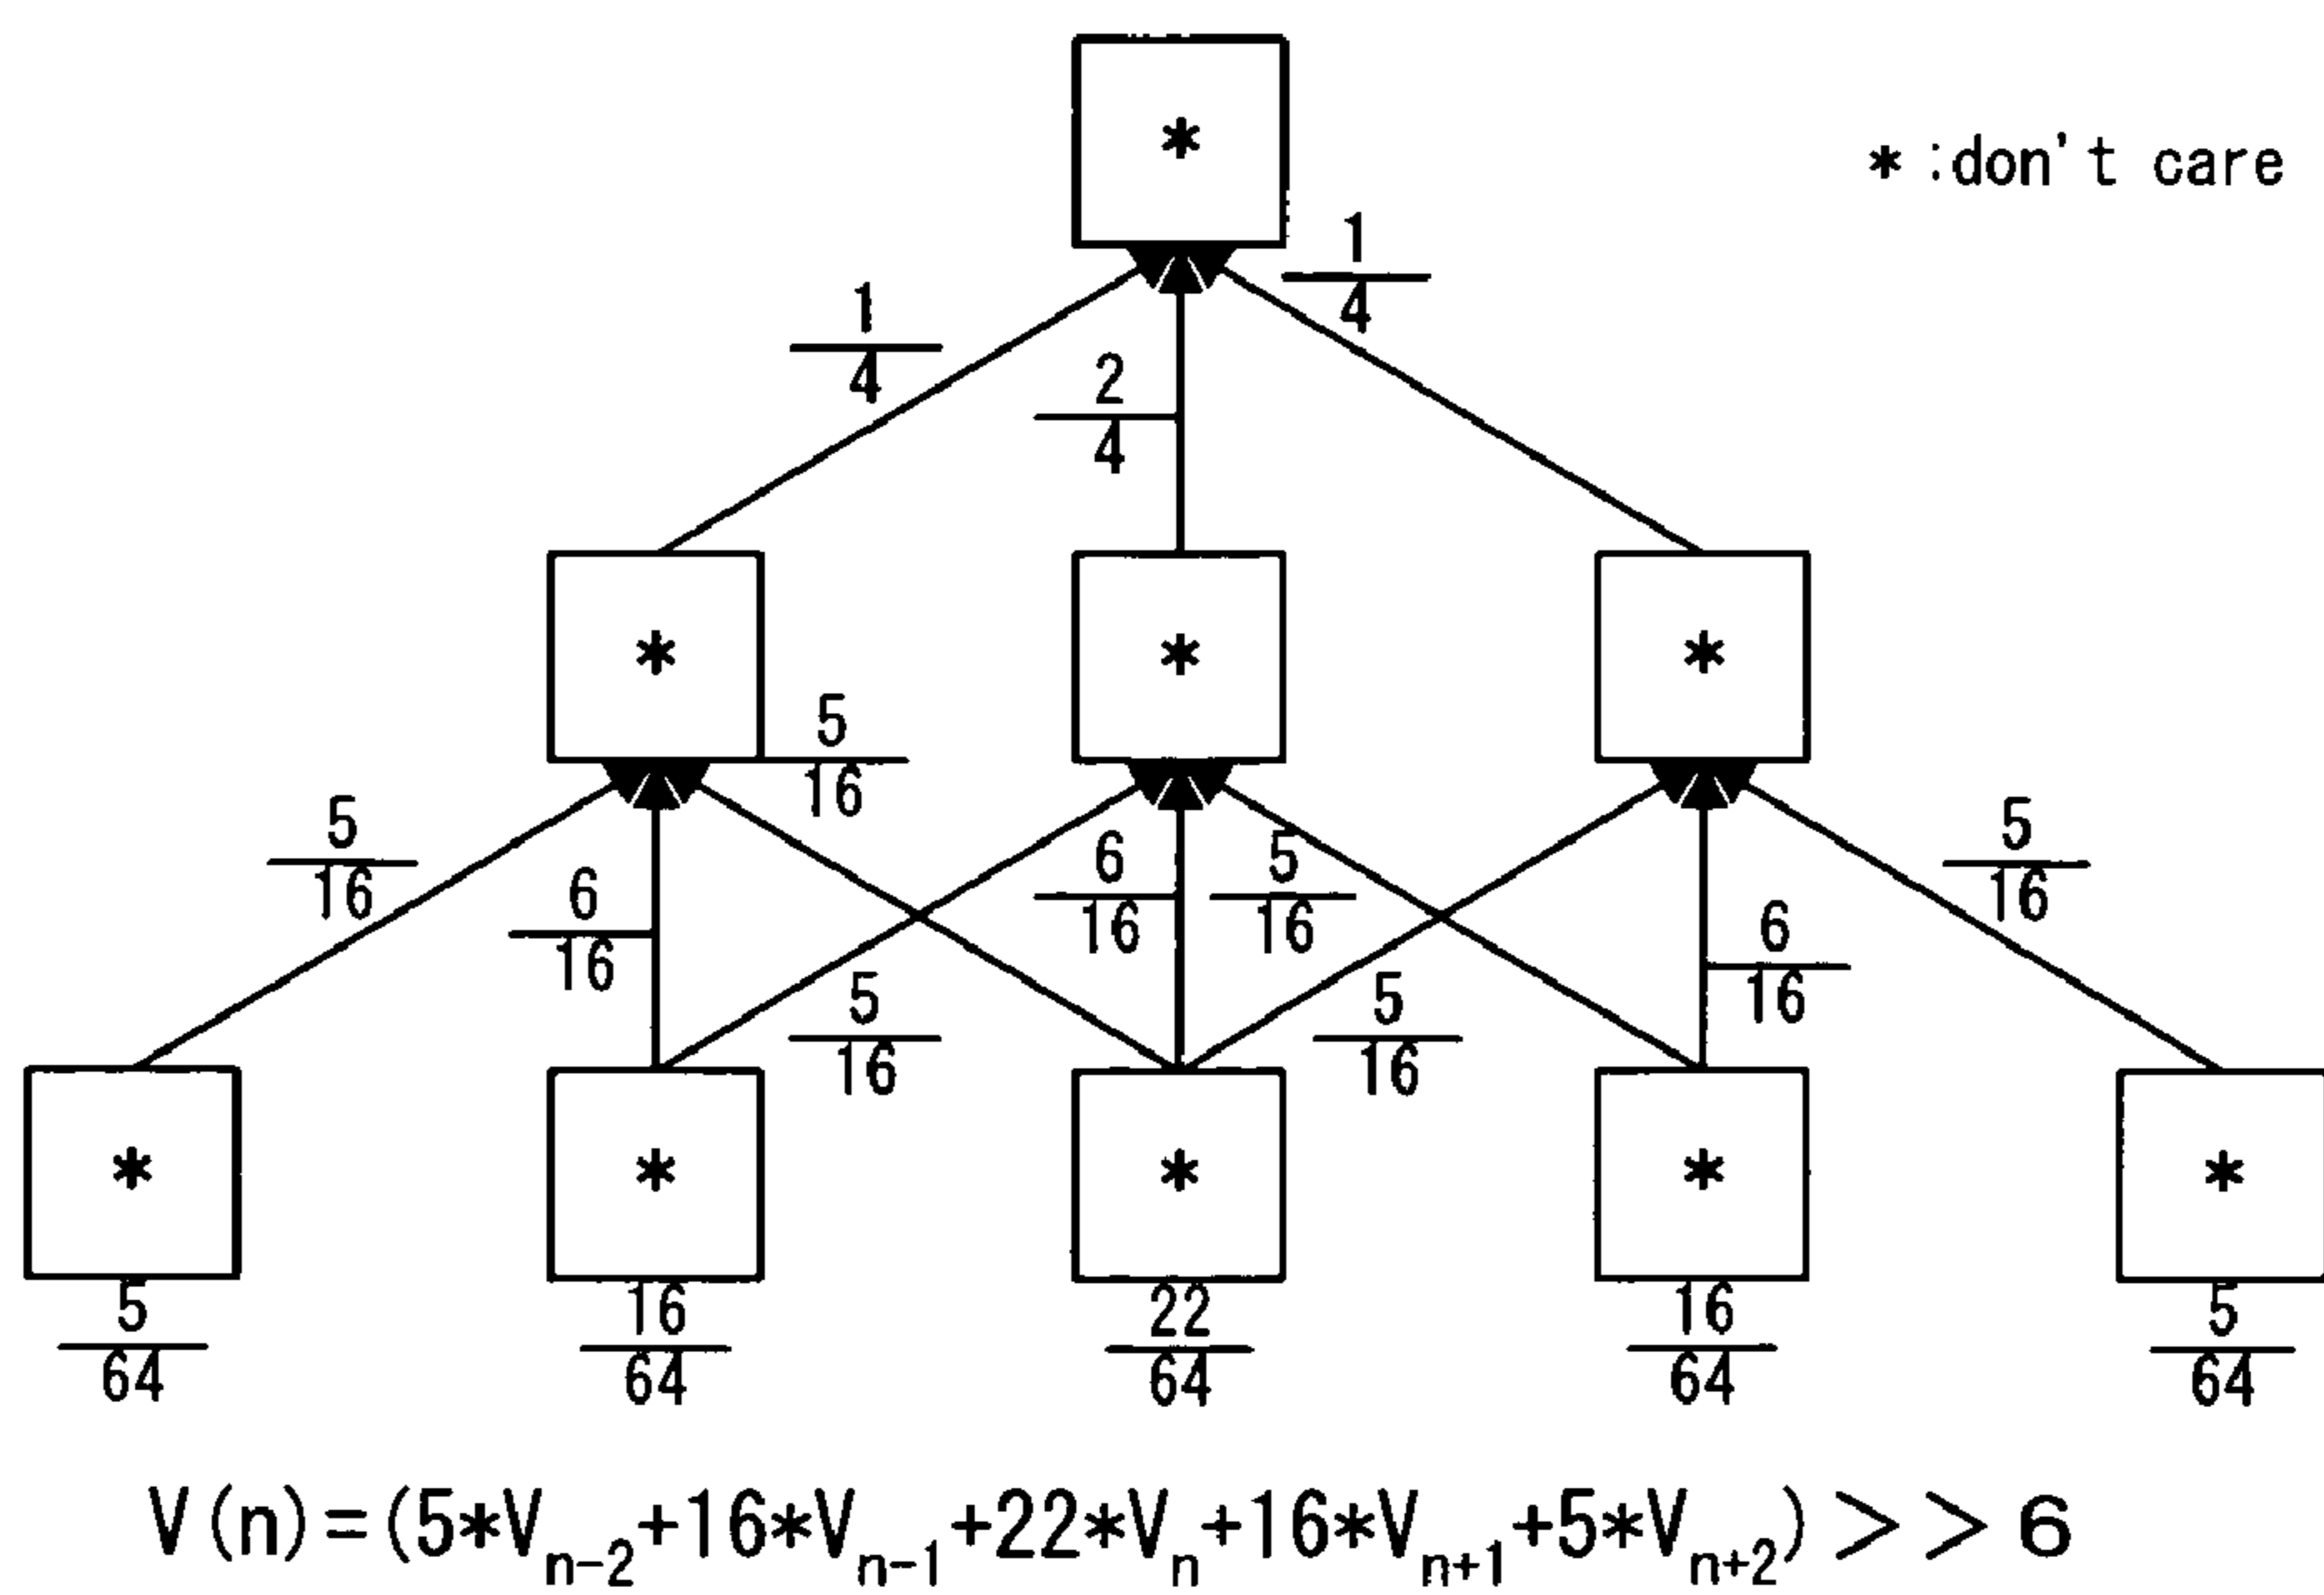 *
* :don't care
1/4
1/4
2/4
* * *
5/16
5/16
6/16
6/16
5/16
5/16
6/16
5/16
5/16
* * * * *
5/64 16/64 22/64 16/64 5/64
V(n)=(5*Vn-2+16*Vn-1+22*Vn+16*Vn+1+5*Vn+2)>>6